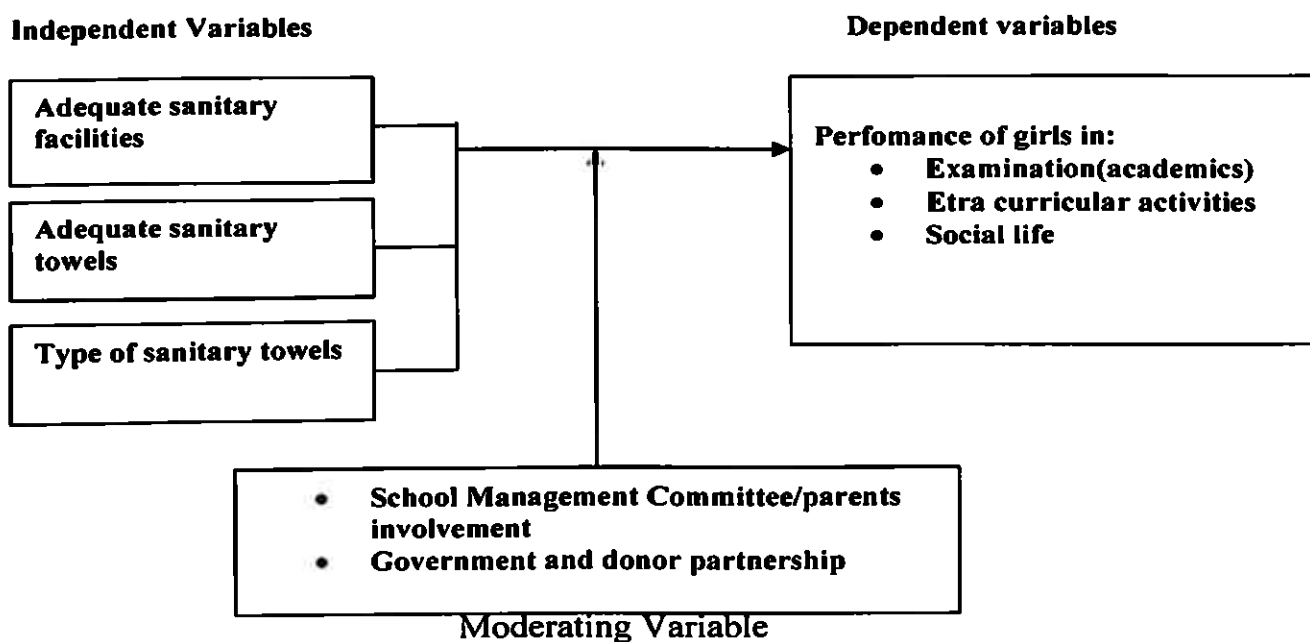 Independent Variables
Dependent variables
Adequate sanitary
facilities
Adequate sanitary
towels
Type of sanitary towels
Perfomance of girls in:
• Examination(academics)
• Etra curricular activities
• Social life
• School Management Committee/parents
involvement
• Government and donor partnership
Moderating Variable